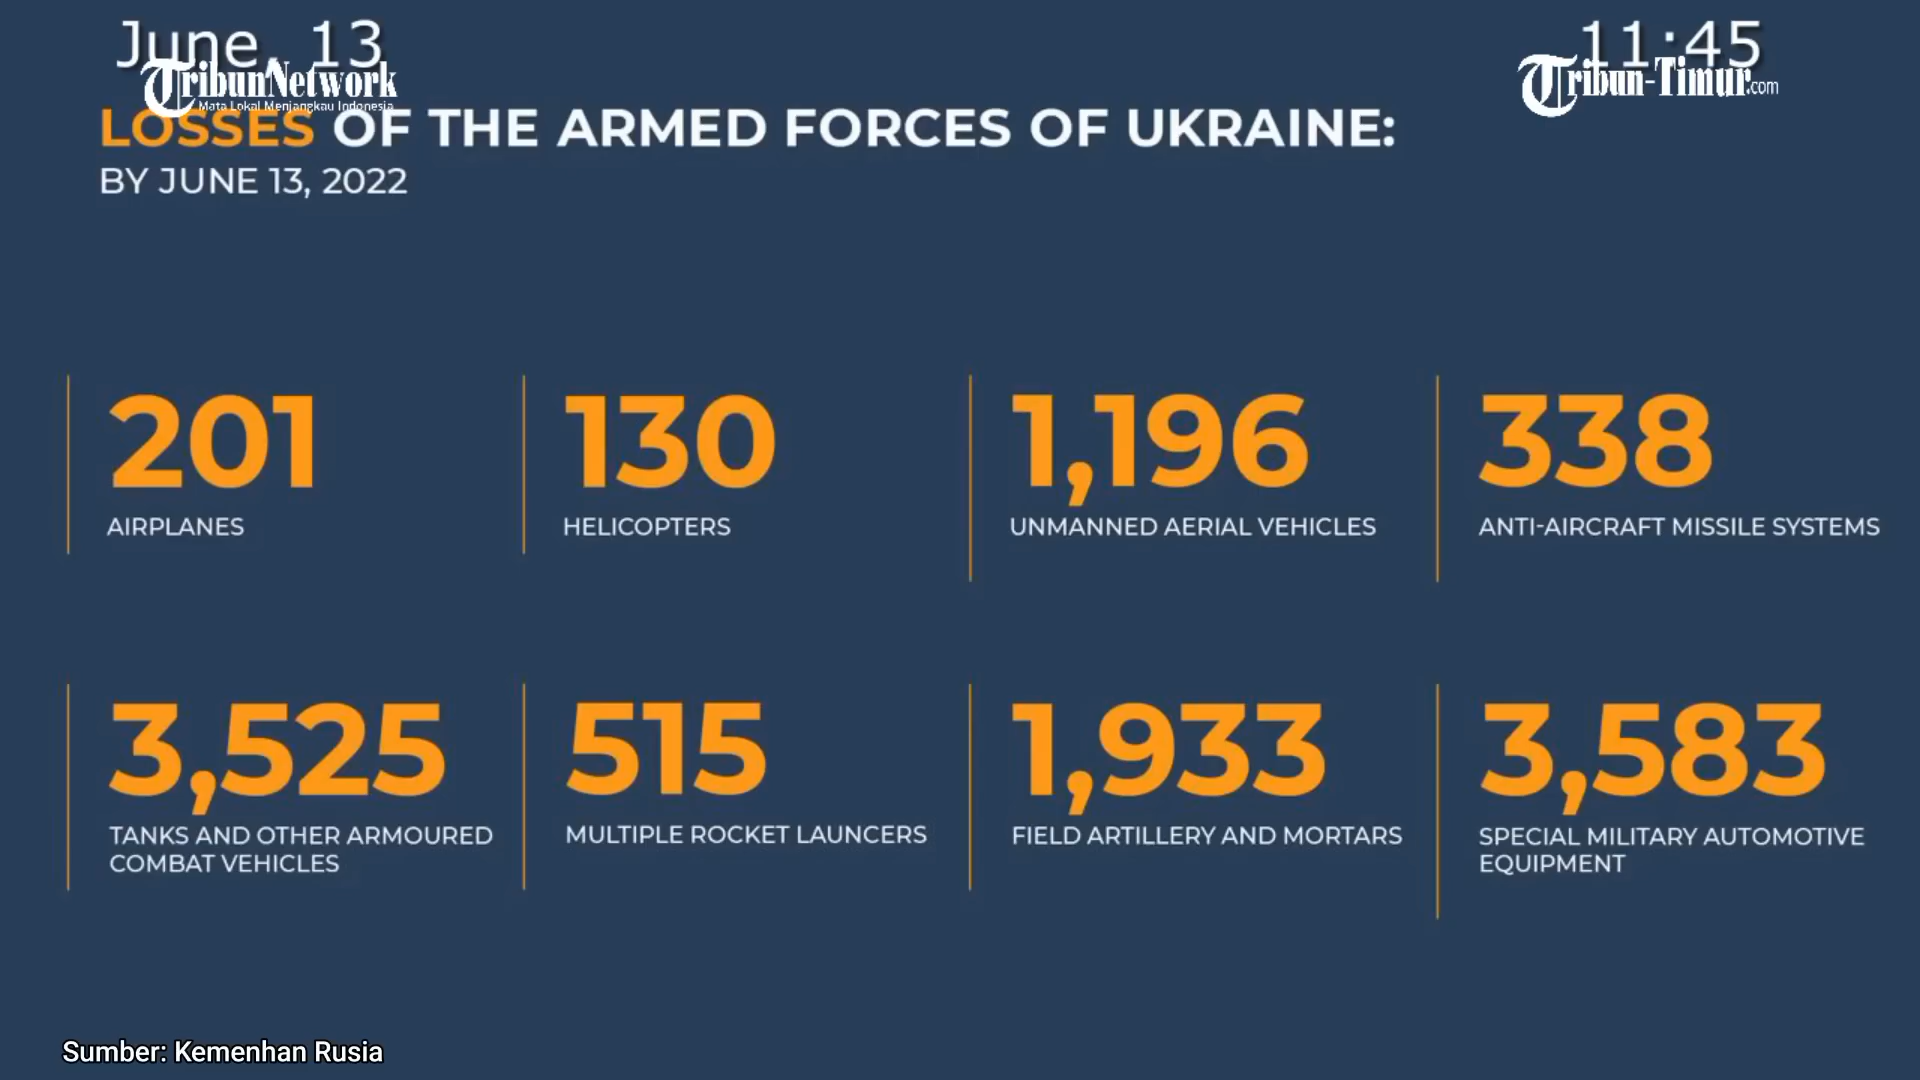 June, 13
11:45
TribunNetwork
Mata Lokal Menjangkau Indonesia
Tribun-Timur.com
LOSSES OF THE ARMED FORCES OF UKRAINE:
BY JUNE 13, 2022
201
AIRPLANES
130
HELICOPTERS
1,196
UNMANNED AERIAL VEHICLES
338
ANTI-AIRCRAFT MISSILE SYSTEMS
3,525
TANKS AND OTHER ARMOURED
COMBAT VEHICLES
515
MULTIPLE ROCKET LAUNCERS
1,933
FIELD ARTILLERY AND MORTARS
3,583
SPECIAL MILITARY AUTOMOTIVE
EQUIPMENT
Sumber: Kemenhan Rusia